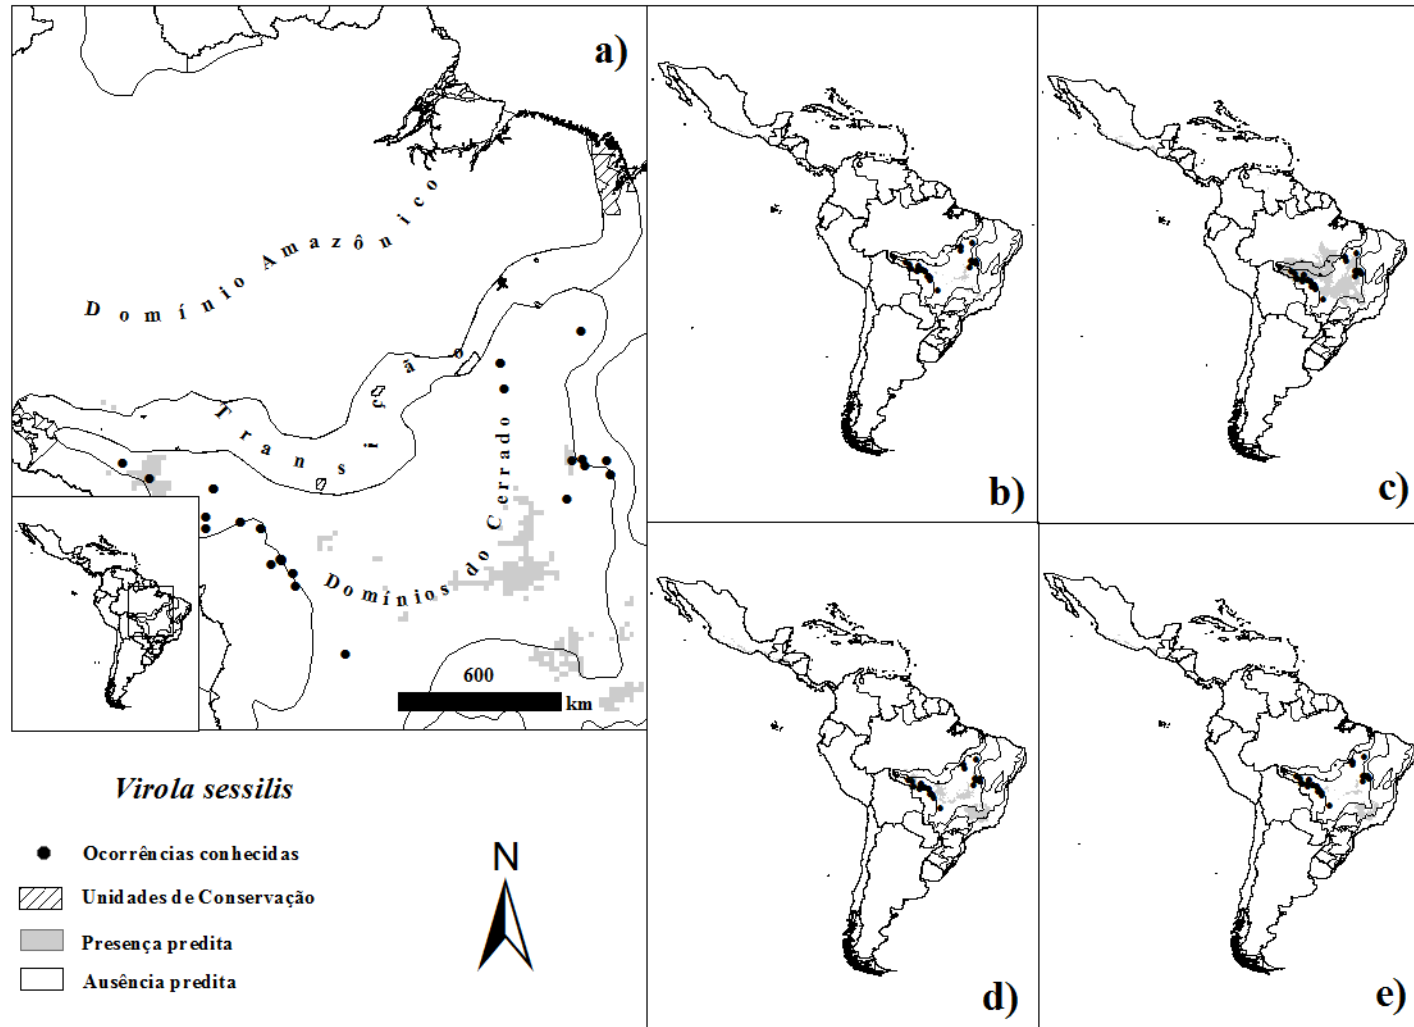 a)
Domínio Amazônico
Transição
Domínios do Cerrado
600
km
b)
c)
d)
e)
Virola sessilis
Ocorrências conhecidas
Unidades de Conservação
Presença predita
Ausência predita
N